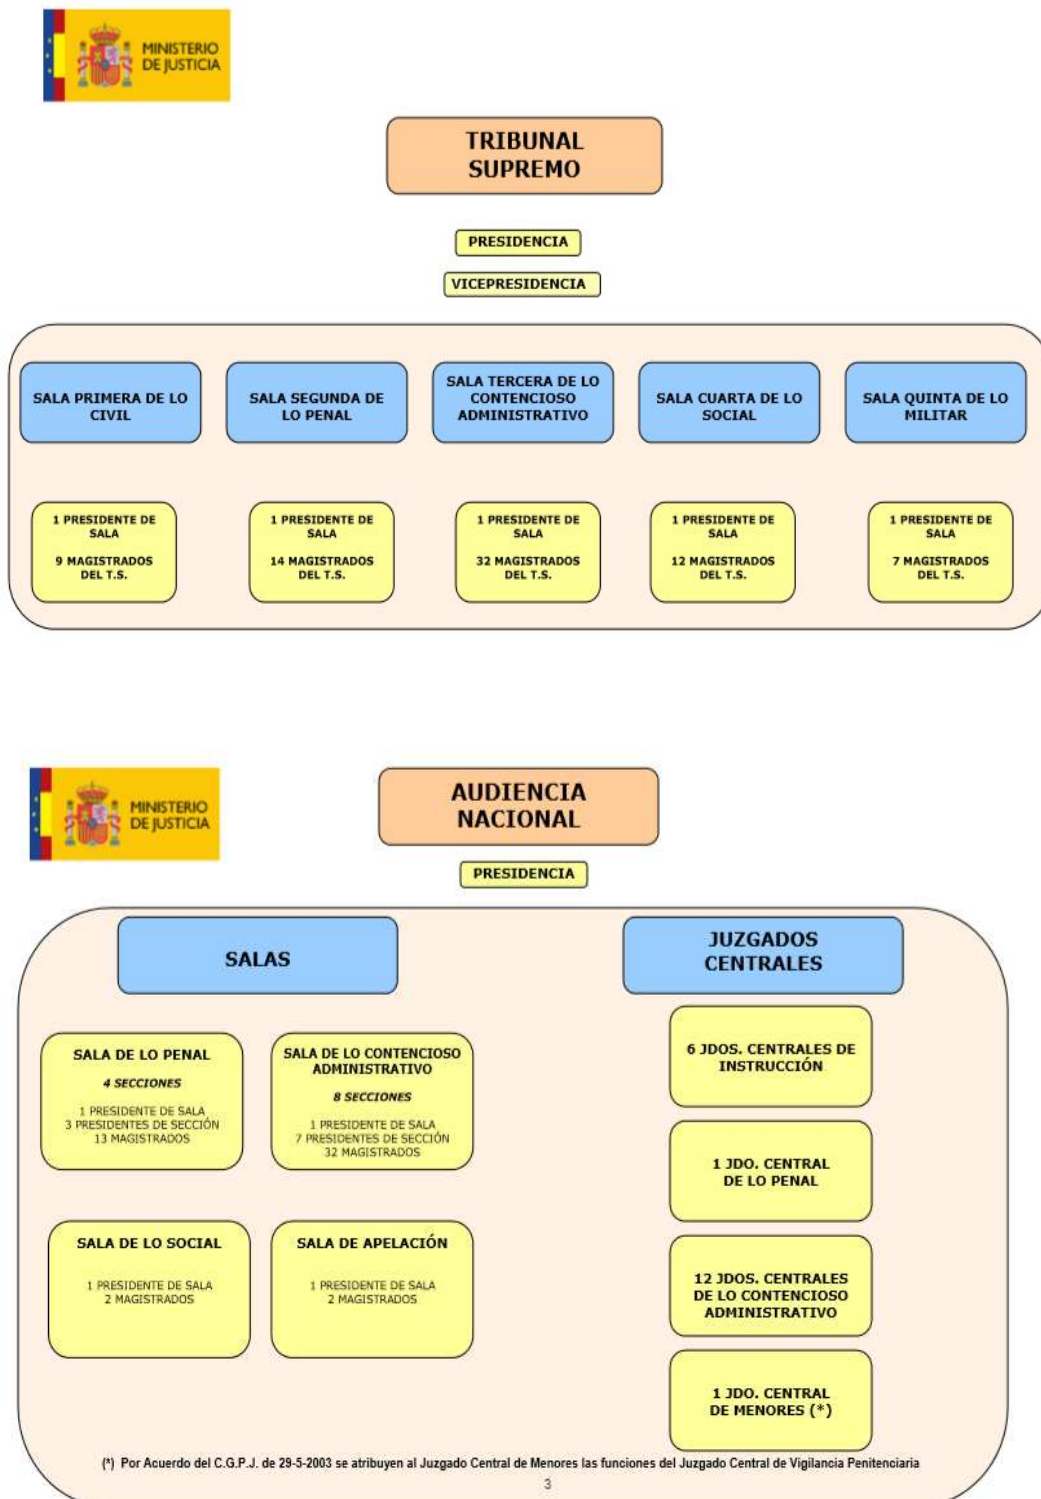 MINISTERIO
DE JUSTICIA
TRIBUNAL
SUPREMO
PRESIDENCIA
VICEPRESIDENCIA
SALA PRIMERA DE LO
CIVIL
SALA SEGUNDA DE
LO PENAL
SALA TERCERA DE LO
CONTENCIOSO
ADMINISTRATIVO
SALA CUARTA DE LO
SOCIAL
SALA QUINTA DE LO
MILITAR
1 PRESIDENTE DE
SALA
9 MAGISTRADOS
DEL T.S.
1 PRESIDENTE DE
SALA
14 MAGISTRADOS
DEL T.S.
1 PRESIDENTE DE
SALA
32 MAGISTRADOS
DEL T.S.
1 PRESIDENTE DE
SALA
12 MAGISTRADOS
DEL T.S.
1 PRESIDENTE DE
SALA
7 MAGISTRADOS
DEL T.S.
MINISTERIO
DE JUSTICIA
AUDIENCIA
NACIONAL
PRESIDENCIA
SALAS
SALA DE LO PENAL
4 SECCIONES
1 PRESIDENTE DE SALA
3 PRESIDENTES DE SECCIÓN
13 MAGISTRADOS
SALA DE LO CONTENCIOSO
ADMINISTRATIVO
8 SECCIONES
1 PRESIDENTE DE SALA
7 PRESIDENTES DE SECCIÓN
32 MAGISTRADOS
SALA DE LO SOCIAL
1 PRESIDENTE DE SALA
2 MAGISTRADOS
SALA DE APELACIÓN
1 PRESIDENTE DE SALA
2 MAGISTRADOS
JUZGADOS
CENTRALES
6 JDOS. CENTRALES DE
INSTRUCCIÓN
1 JDO. CENTRAL
DE LO PENAL
12 JDOS. CENTRALES
DE LO CONTENCIOSO
ADMINISTRATIVO
1 JDO. CENTRAL
DE MENORES (*)
(*) Por Acuerdo del C.G.P.J. de 29-5-2003 se atribuyen al Juzgado Central de Menores las funciones del Juzgado Central de Vigilancia Penitenciaria
3